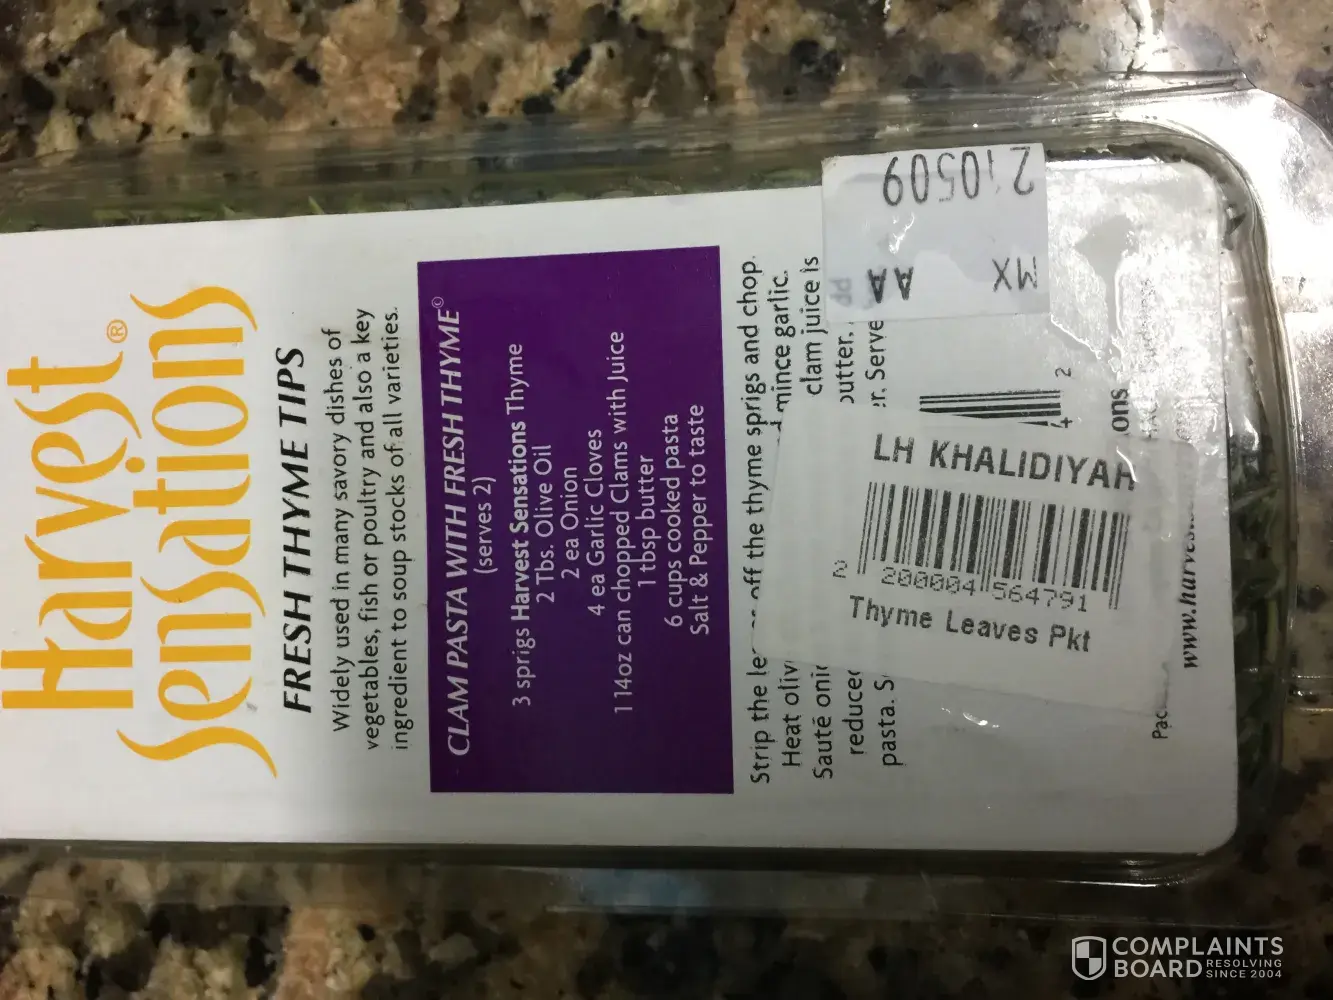 Harvest®
Sensations
FRESH THYME TIPS
Widely used in many savory dishes of
vegetables, fish or poultry and also a key
ingredient to soup stocks of all varieties.
CLAM PASTA WITH FRESH THYME©
(serves 2)
3 sprigs Harvest Sensations Thyme
2 Tbs. Olive Oil
2 ea Onion
4 ea Garlic Cloves
1 14oz can chopped Clams with Juice
1 tbsp butter
6 cups cooked pasta
Salt & Pepper to taste
Strip the off the thyme sprigs and chop.
Heat mince garlic.
Sauté clam juice is
Serve
pasta.
www.
210509
MX AA
4 2
LH KHALIDIYAH
2 200004 564791
Thyme Leaves Pkt
COMPLAINTS
BOARD RESOLVING
SINCE 2004